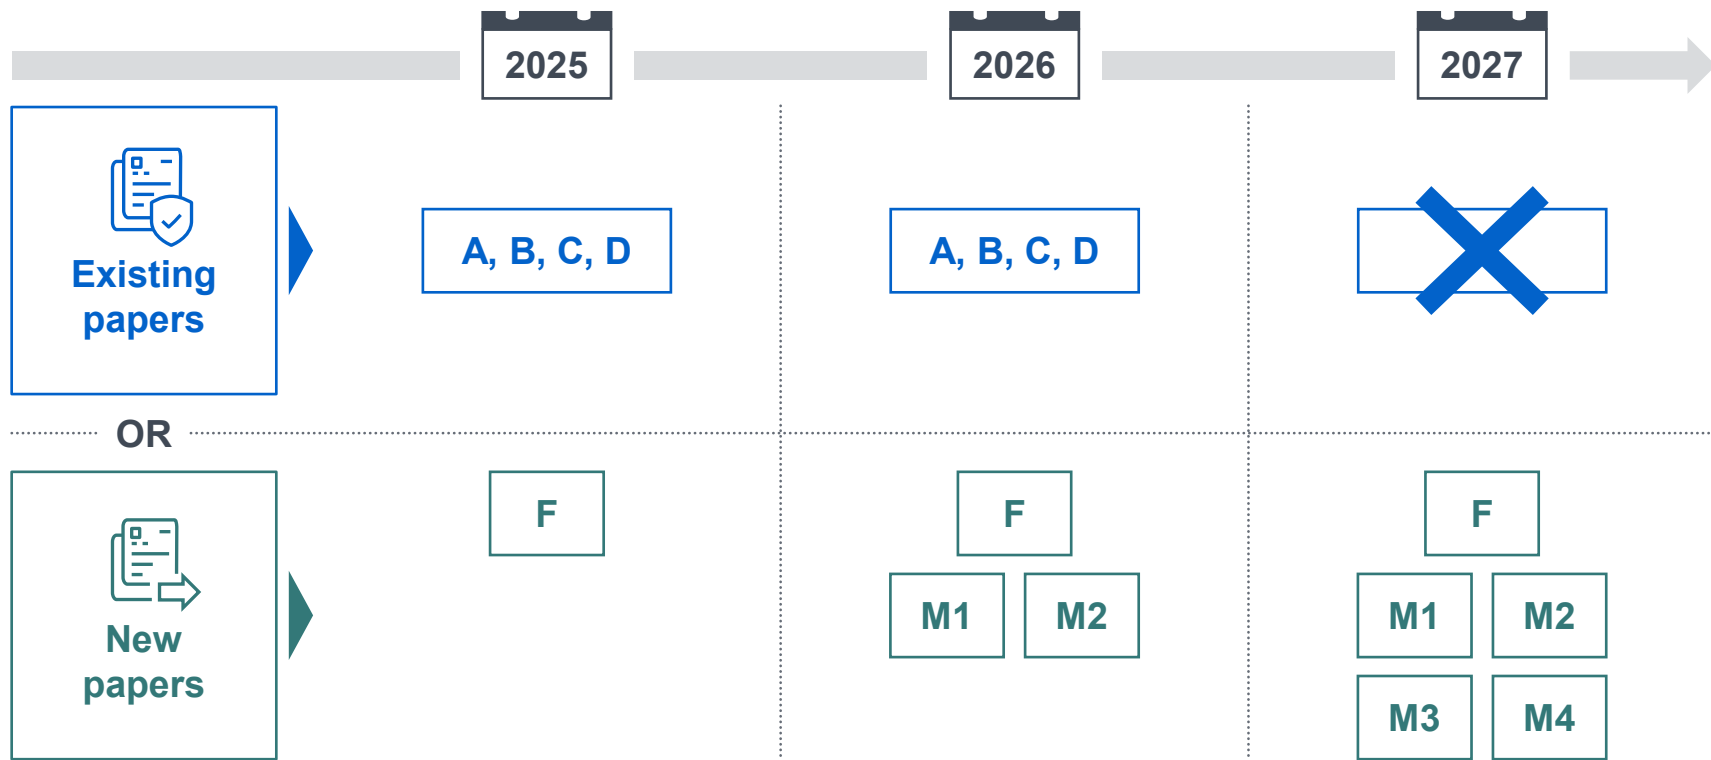 2025
2026
2027
Existing
papers
A, B, C, D
A, B, C, D
OR
New
papers
F
F
M1
M2
F
M1
M2
M3
M4